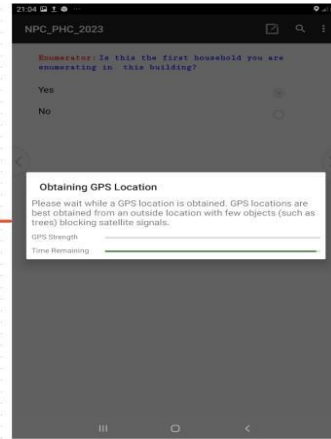 21:04
NPC_PHC_2023
Enumerator: Is this the first household you are
enumerating in this building?
Yes
No
Obtaining GPS Location
Please wait while a GPS location is obtained. GPS locations are
best obtained from an outside location with few objects (such as
trees) blocking satellite signals.
GPS Strength
Time Remaining